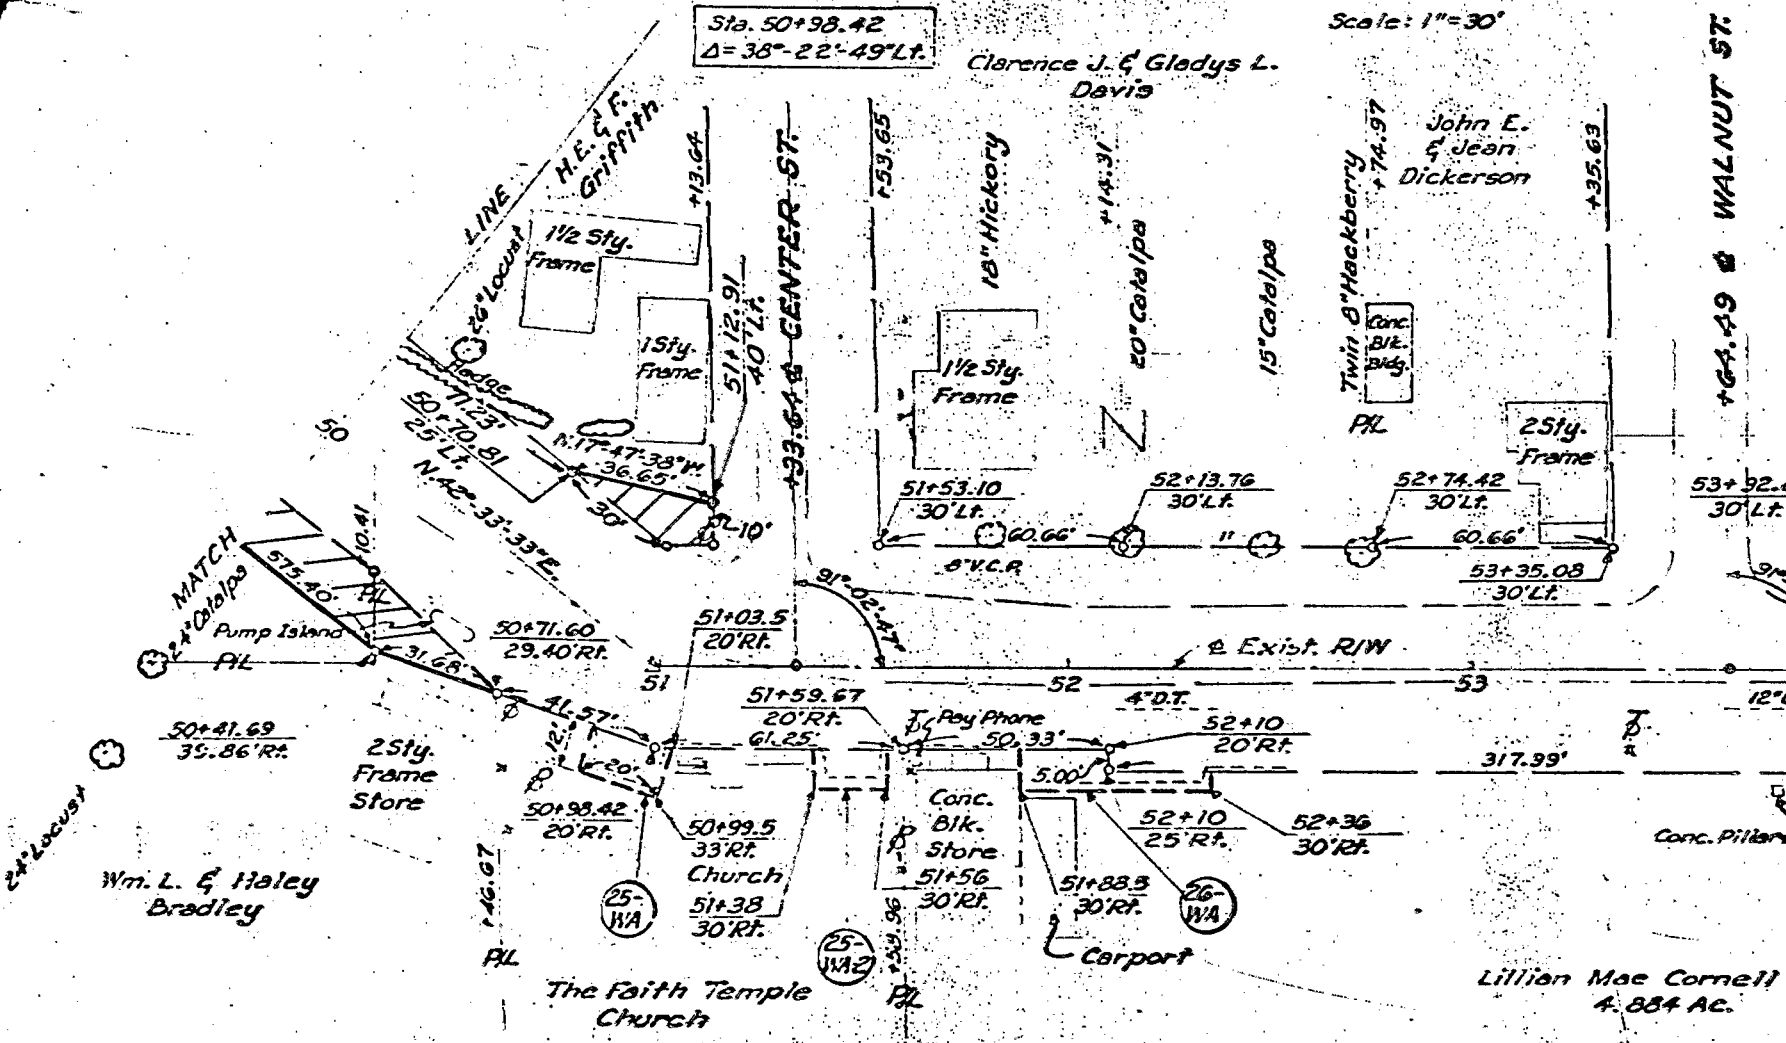 Sta. 50+98.42
Δ=38°-22'-49"Lt.
Scale: 1"=30'
Clarence J. & Gladys L.
Davis
H.E. & F.
Griffith
LINE
26" Locust
1½ Sty.
Frame
+13.64
+33.64 ℄ CENTER ST.
+53.65
18" Hickory
+14.31
20" Catalpa
15" Catalpa
Twin 8" Hackberry
+74.97
John E.
& Jean
Dickerson
+35.63
+64.49 ℄ WALNUT ST.
1 Sty.
Frame
51+12.91
40' Lt.
1½ Sty.
Frame
Conc.
Blk.
Bldg.
P/L
2 Sty.
Frame
Hedge
71.23'
50+70.81
25' Lt.
50
N.17°-47'-38"W.
36.65'
30'
10'
N.42°-33'-33"E.
51+53.10
30' Lt.
52+13.76
30' Lt.
52+74.42
30' Lt.
53+92.
30' Lt.
60.66'
"
60.66'
8" V.C.P.
53+35.08
30' Lt.
MATCH
575.40'
10.41
P/L
24" Catalpa
Pump Island
P/L
31.68'
50+71.60
29.40' Rt.
51+03.5
20' Rt.
91°-02'-47"
℄ Exist. R/W
51
52
53
4" D.T.
12"
50+41.69
2 Sty.
Frame
Store
41.57'
12'
20'
61.25'
51+59.67
20' Rt.
Pay Phone
50.33'
52+10
20' Rt.
5.00'
317.99'
24" Locust
50+98.42
20' Rt.
50+99.5
33' Rt.
Church
51+38
30' Rt.
Conc.
Blk.
Store
51+56
30' Rt.
52+10
25' Rt.
52+36
30' Rt.
Conc. Pillars
51+88.5
30' Rt.
Wm. L. & Haley
Bradley
+46.67
P/L
25-
WA
25-
WA2
+59.96
P/L
26-
WA
Carport
The Faith Temple
Church
Lillian Mae Cornell
4.884 Ac.